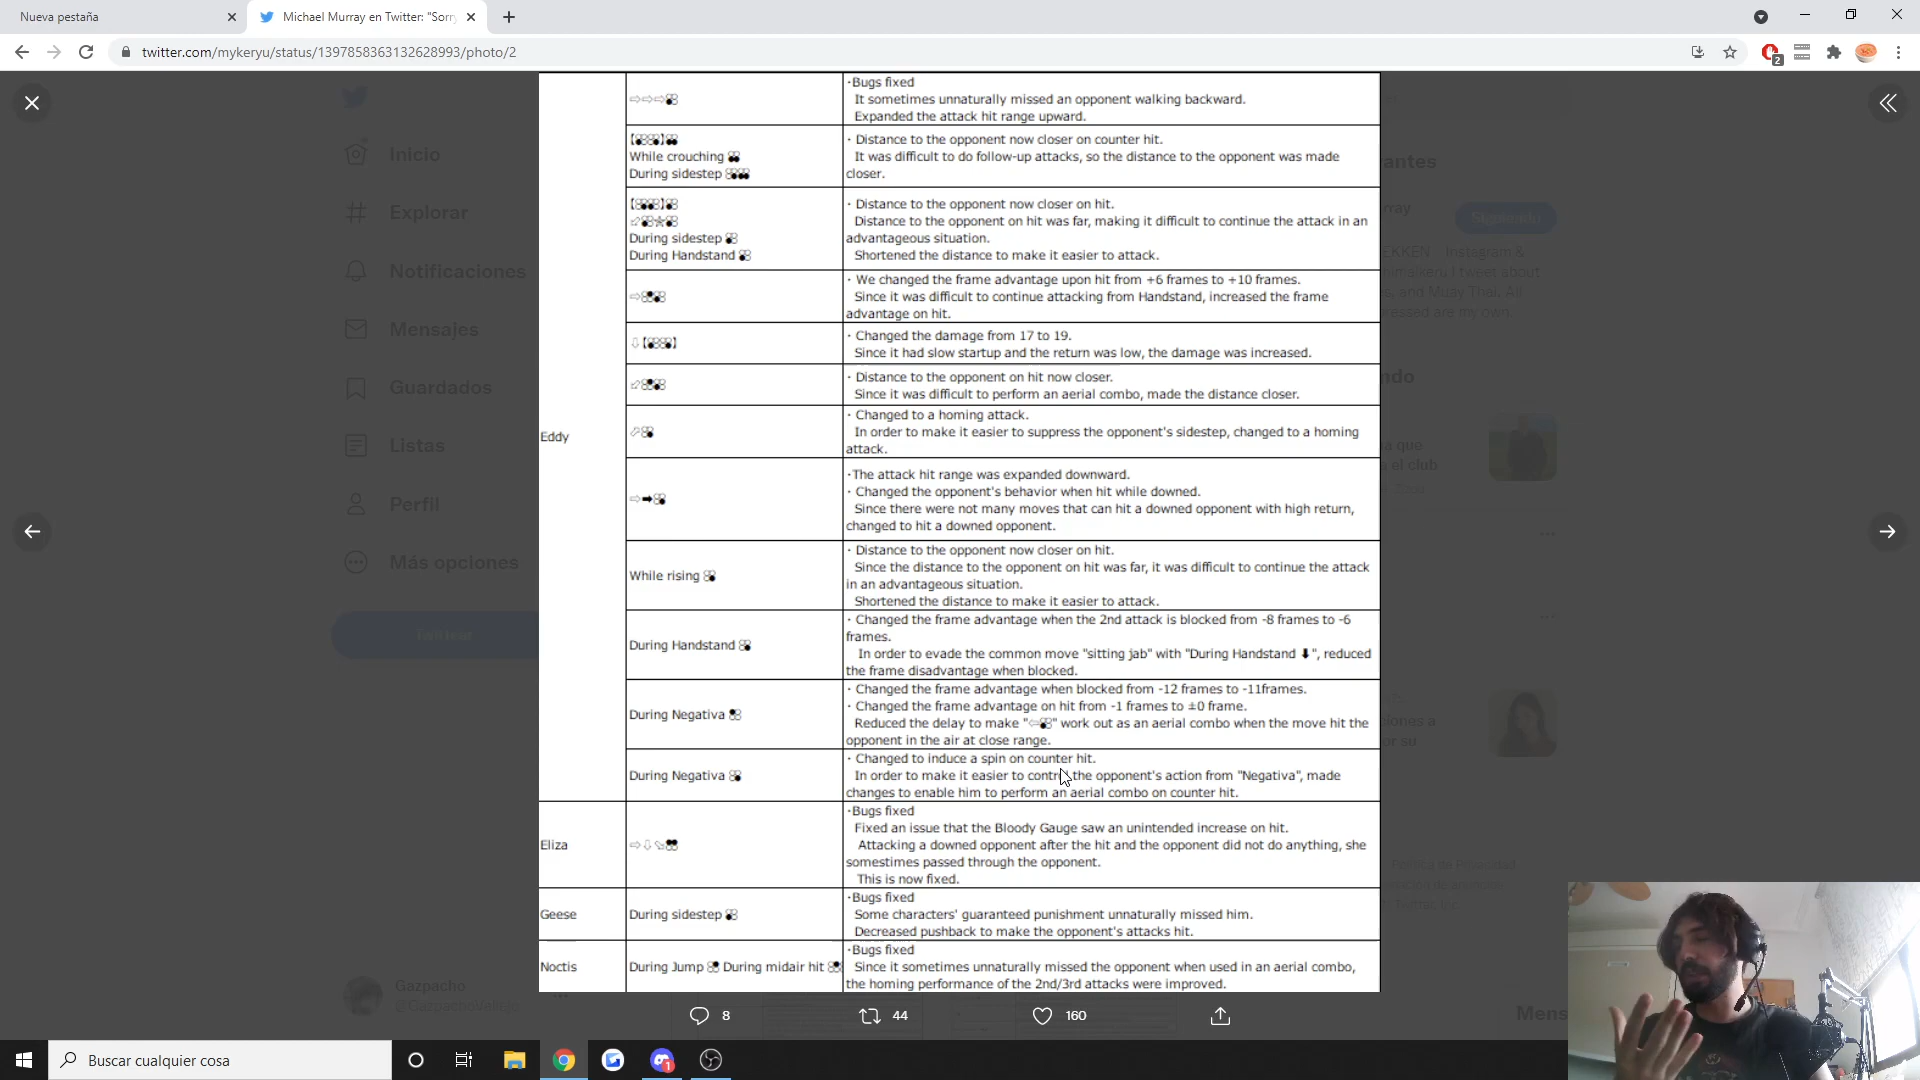 Nueva pestaña
Michael Murray en Twitter: "Sorry
twitter.com/mykeryu/status/1397858363132628993/photo/2
2
Inicio
Explorar
Notificaciones
Mensajes
Guardados
Listas
Perfil
Más opciones
Gazpacho
Siguiendo
Eddy
·Bugs fixed
It sometimes unnaturally missed an opponent walking backward.
Expanded the attack hit range upward.
While crouching
During sidestep
· Distance to the opponent now closer on counter hit.
It was difficult to do follow-up attacks, so the distance to the opponent was made
closer.
During sidestep
During Handstand
· Distance to the opponent now closer on hit.
Distance to the opponent on hit was far, making it difficult to continue the attack in an
advantageous situation.
Shortened the distance to make it easier to attack.
· We changed the frame advantage upon hit from +6 frames to +10 frames.
Since it was difficult to continue attacking from Handstand, increased the frame
advantage on hit.
· Changed the damage from 17 to 19.
Since it had slow startup and the return was low, the damage was increased.
· Distance to the opponent on hit now closer.
Since it was difficult to perform an aerial combo, made the distance closer.
· Changed to a homing attack.
In order to make it easier to suppress the opponent's sidestep, changed to a homing
attack.
·The attack hit range was expanded downward.
· Changed the opponent's behavior when hit while downed.
Since there were not many moves that can hit a downed opponent with high return,
changed to hit a downed opponent.
While rising
· Distance to the opponent now closer on hit.
Since the distance to the opponent on hit was far, it was difficult to continue the attack
in an advantageous situation.
Shortened the distance to make it easier to attack.
During Handstand
· Changed the frame advantage when the 2nd attack is blocked from -8 frames to -6
frames.
In order to evade the common move "sitting jab" with "During Handstand ⬇", reduced
the frame disadvantage when blocked.
During Negativa
· Changed the frame advantage when blocked from -12 frames to -11frames.
· Changed the frame advantage on hit from -1 frames to ±0 frame.
Reduced the delay to make "⇦" work out as an aerial combo when the move hit the
opponent in the air at close range.
During Negativa
· Changed to induce a spin on counter hit.
In order to make it easier to control the opponent's action from "Negativa", made
changes to enable him to perform an aerial combo on counter hit.
Eliza
·Bugs fixed
Fixed an issue that the Bloody Gauge saw an unintended increase on hit.
Attacking a downed opponent after the hit and the opponent did not do anything, she
somestimes passed through the opponent.
This is now fixed.
Geese
During sidestep
·Bugs fixed
Some characters' guaranteed punishment unnaturally missed him.
Decreased pushback to make the opponent's attacks hit.
Noctis
During Jump During midair hit
·Bugs fixed
Since it sometimes unnaturally missed the opponent when used in an aerial combo,
the homing performance of the 2nd/3rd attacks were improved.
8
44
160
Buscar cualquier cosa
1